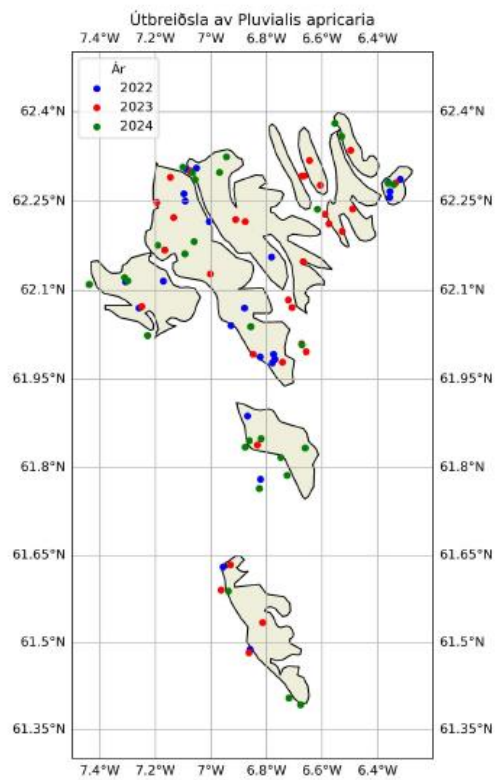 Útbreiðsla av Pluvialis apricaria
7.4°W 7.2°W 7°W 6.8°W 6.6°W 6.4°W
Ár
2022
2023
2024
62.4°N 62.4°N
62.25°N 62.25°N
62.1°N 62.1°N
61.95°N 61.95°N
61.8°N 61.8°N
61.65°N 61.65°N
61.5°N 61.5°N
61.35°N 61.35°N
7.4°W 7.2°W 7°W 6.8°W 6.6°W 6.4°W